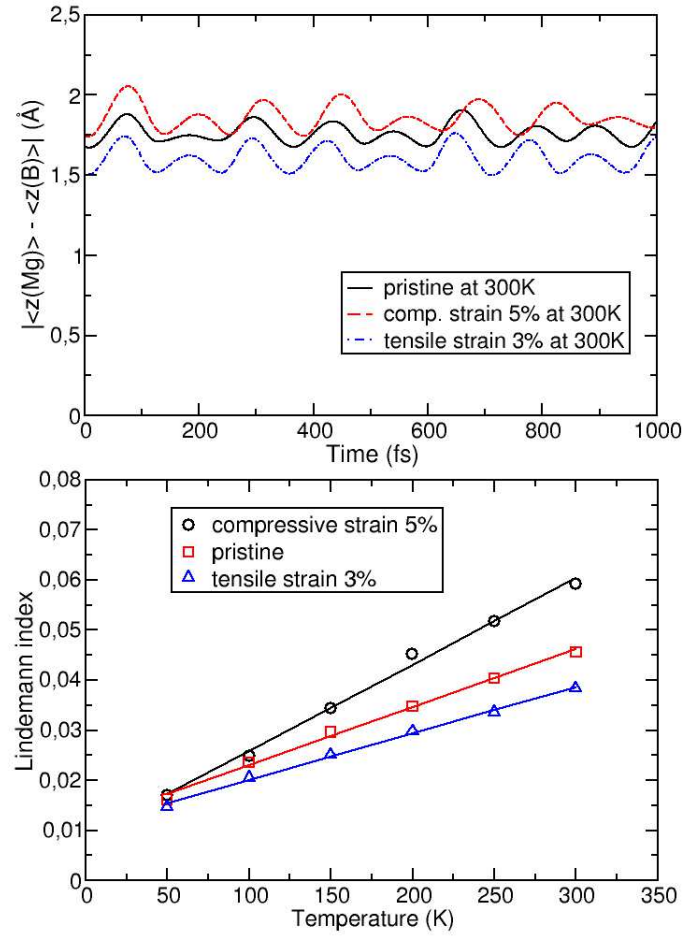 2,5
2
1,5
1
0,5
0
|<z(Mg)> - <z(B)>| (Å)
pristine at 300K
comp. strain 5% at 300K
tensile strain 3% at 300K
0 200 400 600 800 1000
Time (fs)
0,08
0,07
0,06
0,05
0,04
0,03
0,02
0,01
0
Lindemann index
compressive strain 5%
pristine
tensile strain 3%
0 50 100 150 200 250 300 350
Temperature (K)